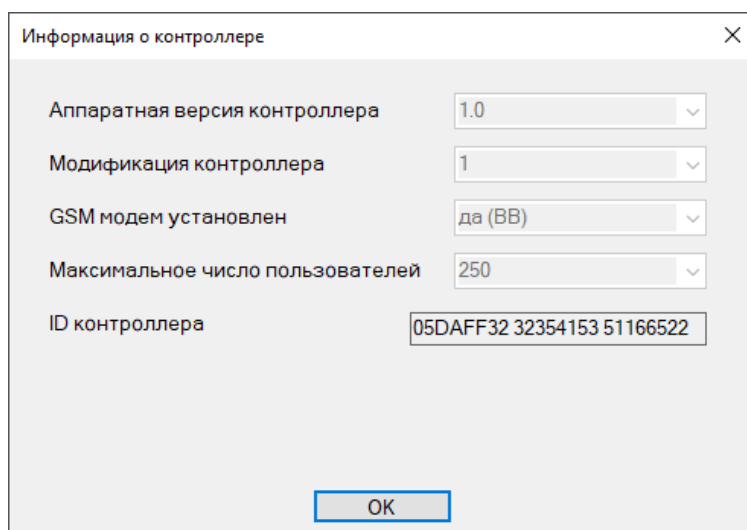 Информация о контроллере
Аппаратная версия контроллера 1.0
Модификация контроллера 1
GSM модем установлен да (BB)
Максимальное число пользователей 250
ID контроллера 05DAFF32 32354153 51166522
OK